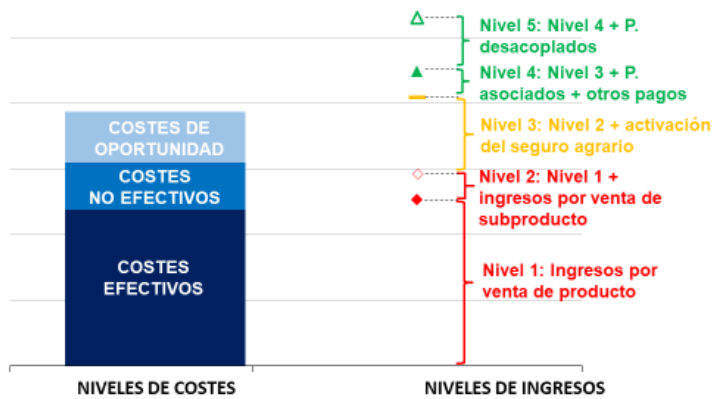 Nivel 5: Nivel 4 + P.
desacoplados
Nivel 4: Nivel 3 + P.
asociados + otros pagos
COSTES DE
OPORTUNIDAD
Nivel 3: Nivel 2 + activación
del seguro agrario
COSTES
NO EFECTIVOS
Nivel 2: Nivel 1 +
ingresos por venta de
subproducto
COSTES
EFECTIVOS
Nivel 1: Ingresos por
venta de producto
NIVELES DE COSTES
NIVELES DE INGRESOS